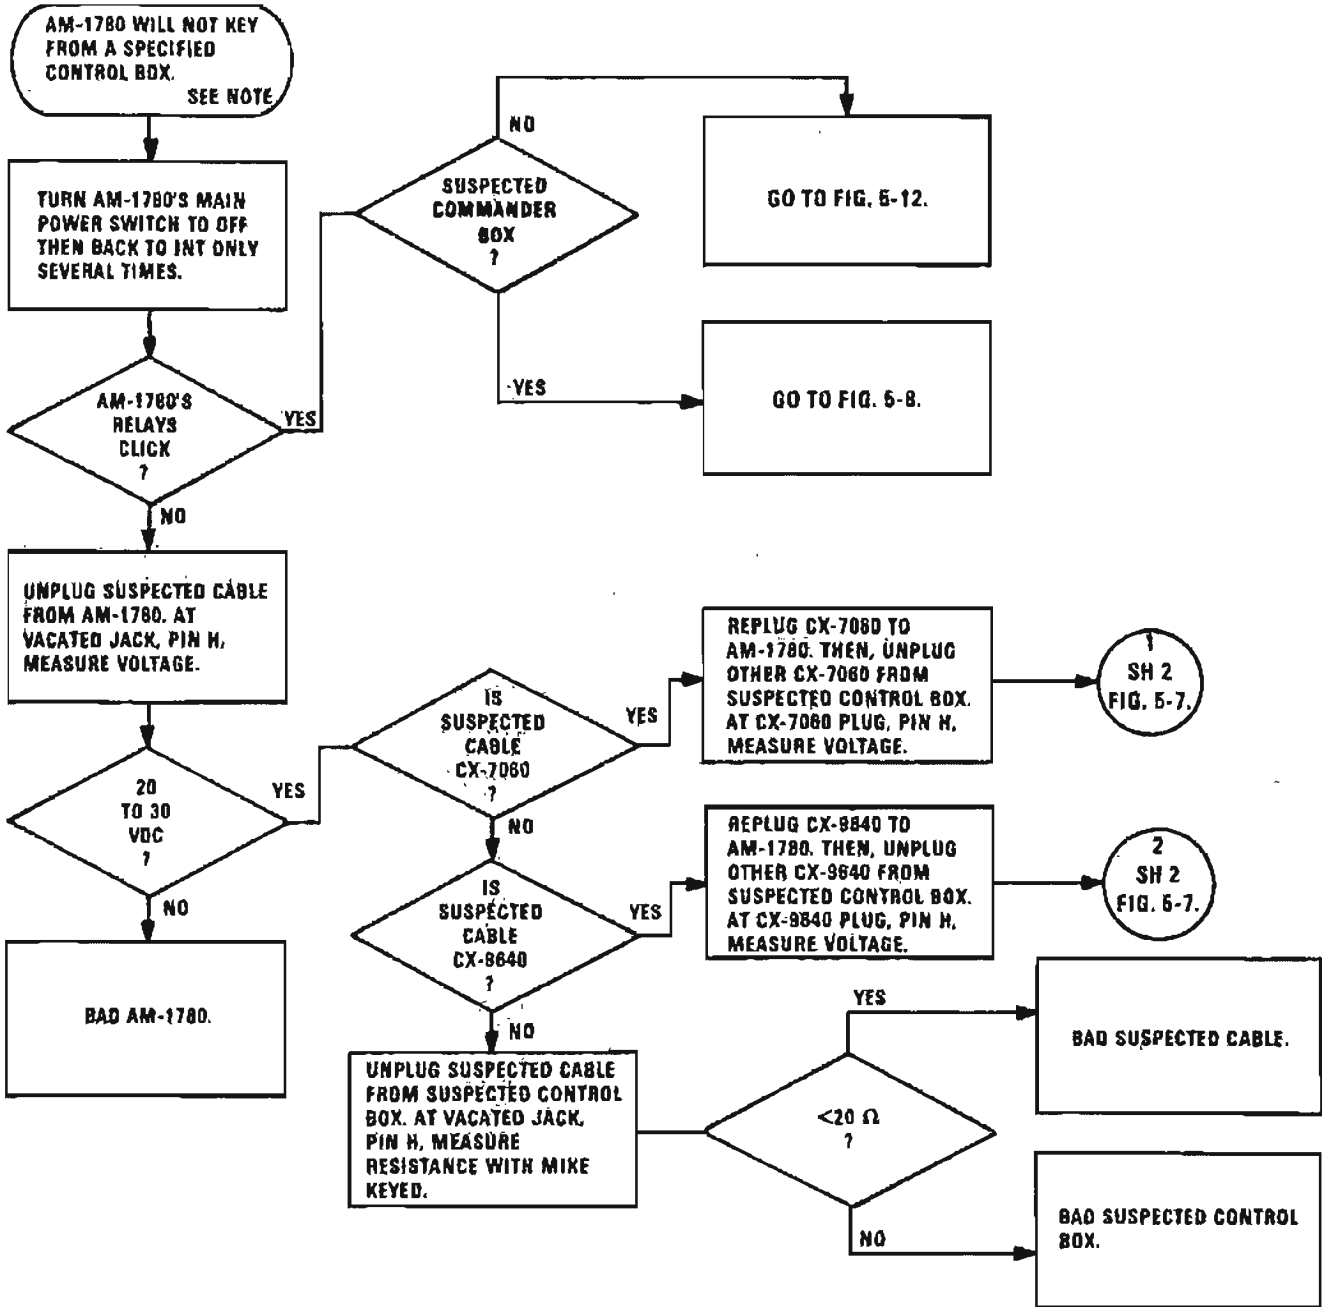 AM-1780 WILL NOT KEY
FROM A SPECIFIED
CONTROL BOX.
SEE NOTE
TURN AM-1780'S MAIN
POWER SWITCH TO OFF
THEN BACK TO INT ONLY
SEVERAL TIMES.
AM-1780'S
RELAYS
CLICK
?
YES
NO
SUSPECTED
COMMANDER
BOX
?
NO
GO TO FIG. 5-12.
YES
GO TO FIG. 5-8.
UNPLUG SUSPECTED CABLE
FROM AM-1780. AT
VACATED JACK, PIN H,
MEASURE VOLTAGE.
20
TO 30
VDC
?
YES
NO
BAD AM-1780.
IS
SUSPECTED
CABLE
CX-7060
?
YES
NO
REPLUG CX-7060 TO
AM-1780. THEN, UNPLUG
OTHER CX-7060 FROM
SUSPECTED CONTROL BOX.
AT CX-7060 PLUG, PIN H,
MEASURE VOLTAGE.
1
SH 2
FIG. 5-7.
IS
SUSPECTED
CABLE
CX-9640
?
YES
NO
REPLUG CX-9640 TO
AM-1780. THEN, UNPLUG
OTHER CX-9640 FROM
SUSPECTED CONTROL BOX.
AT CX-9640 PLUG, PIN H,
MEASURE VOLTAGE.
2
SH 2
FIG. 5-7.
UNPLUG SUSPECTED CABLE
FROM SUSPECTED CONTROL
BOX. AT VACATED JACK,
PIN H, MEASURE
RESISTANCE WITH MIKE
KEYED.
<20 Ω
?
YES
BAD SUSPECTED CABLE.
NO
BAD SUSPECTED CONTROL
BOX.